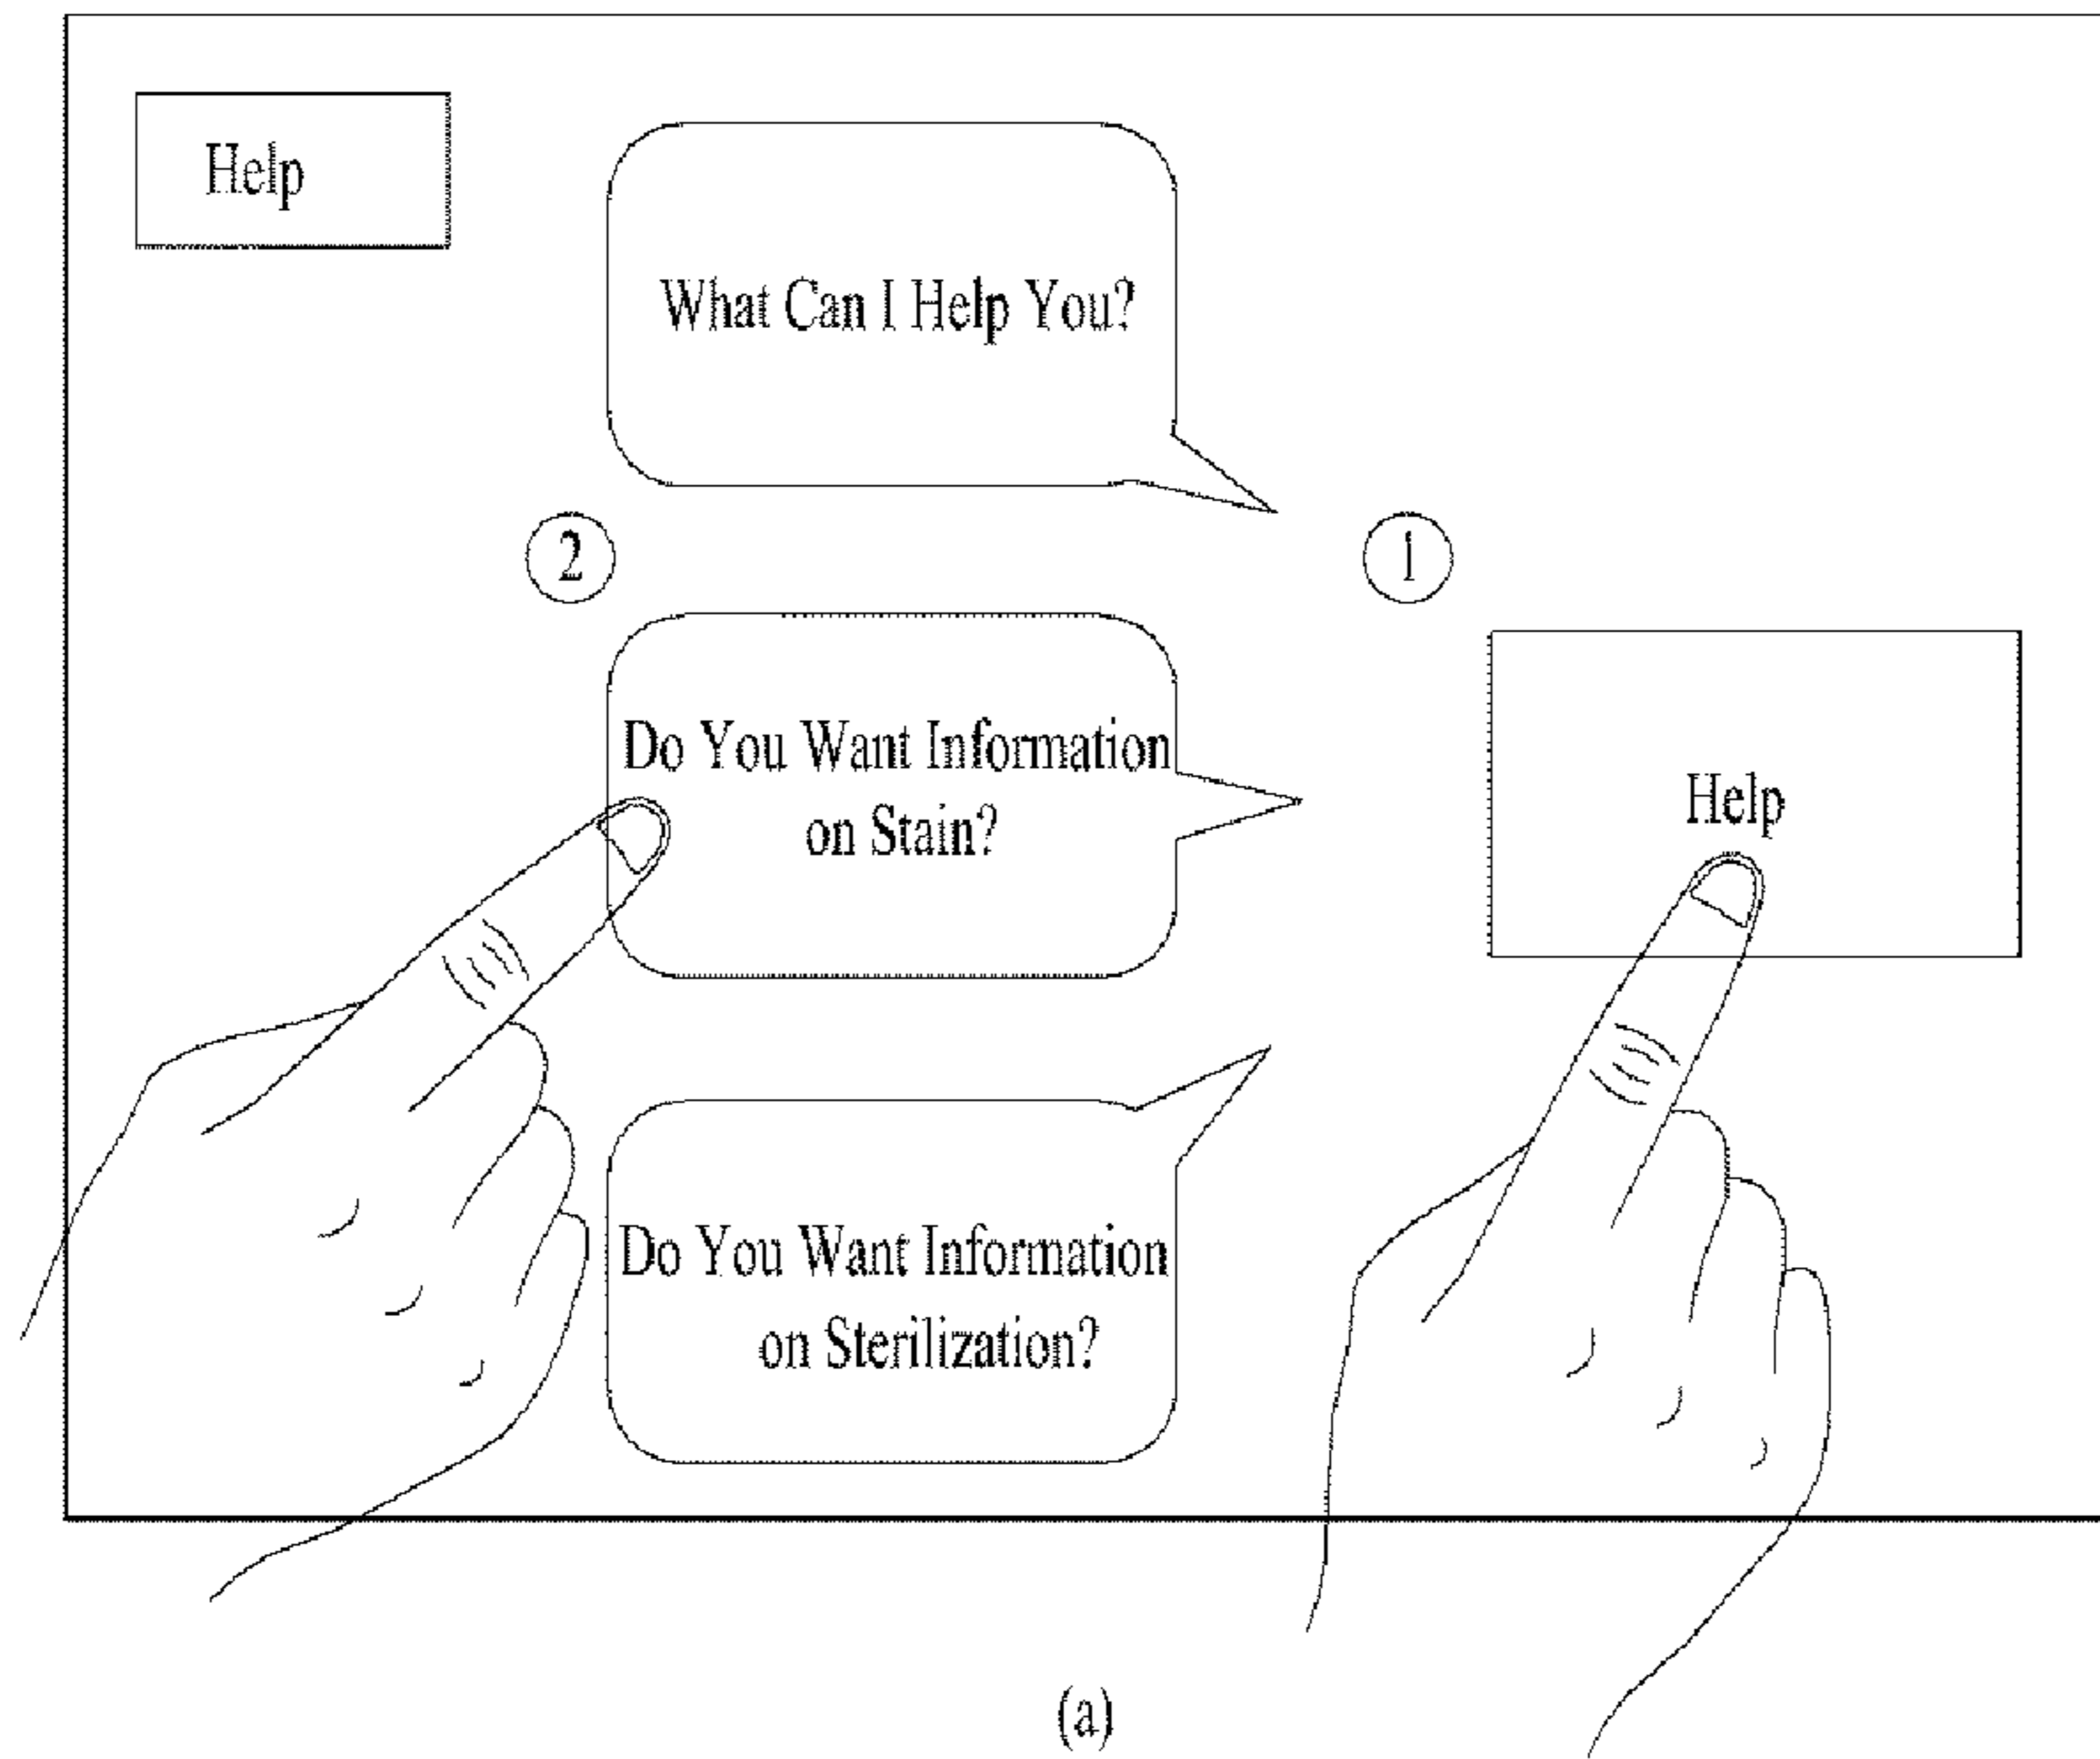 Help
What Can I Help You?
2
1
Do You Want Information
on Stain?
Help
Do You Want Information
on Sterilization?
(a)